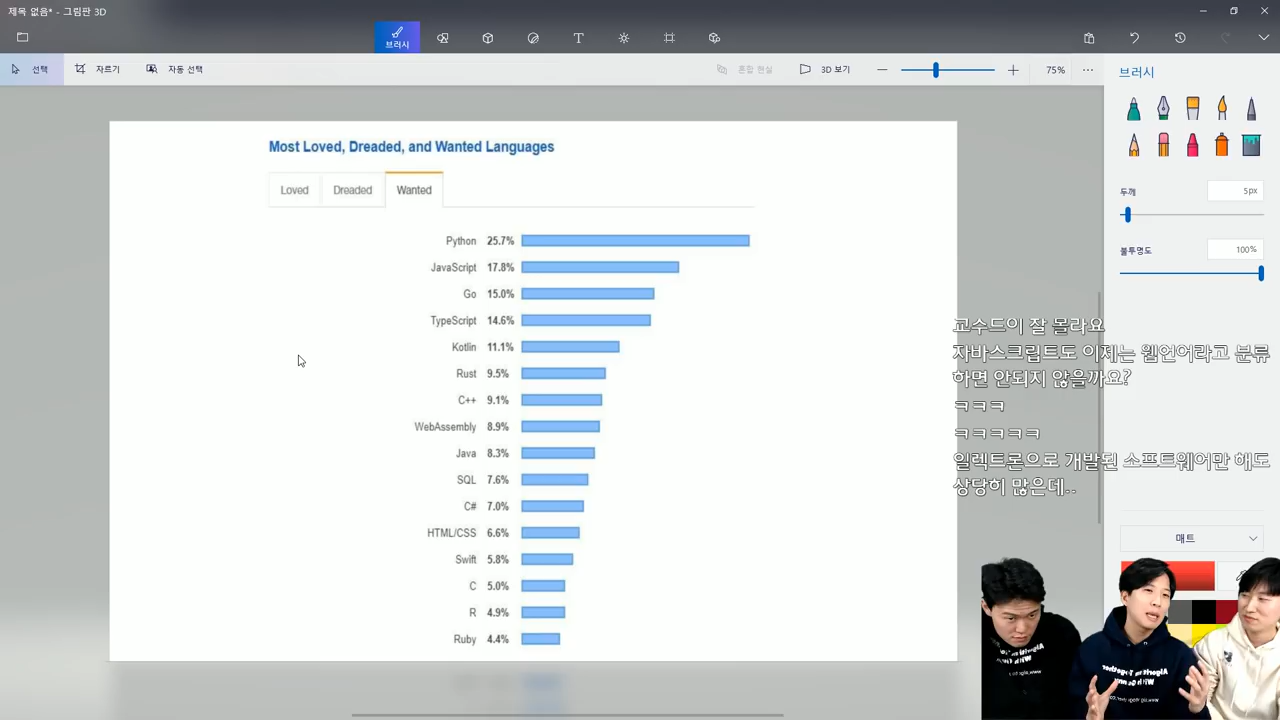 제목 없음* - 그림판 3D
브러시
선택
자르기
자동 선택
혼합 현실
3D 보기
75%
브러시
두께
5px
불투명도
100%
Most Loved, Dreaded, and Wanted Languages
Loved Dreaded Wanted
Python 25.7%
JavaScript 17.8%
Go 15.0%
TypeScript 14.6%
Kotlin 11.1%
Rust 9.5%
C++ 9.1%
WebAssembly 8.9%
Java 8.3%
SQL 7.6%
C# 7.0%
HTML/CSS 6.6%
Swift 5.8%
C 5.0%
R 4.9%
Ruby 4.4%
교수드이 잘 몰라요
자바스크립트도 이제는 웹언어라고 분류
하면 안되지 않을까요?
ㅋㅋㅋ
ㅋㅋㅋㅋㅋ
일렉트론으로 개발된 소프트웨어만 해도
상당히 많은데..
매트